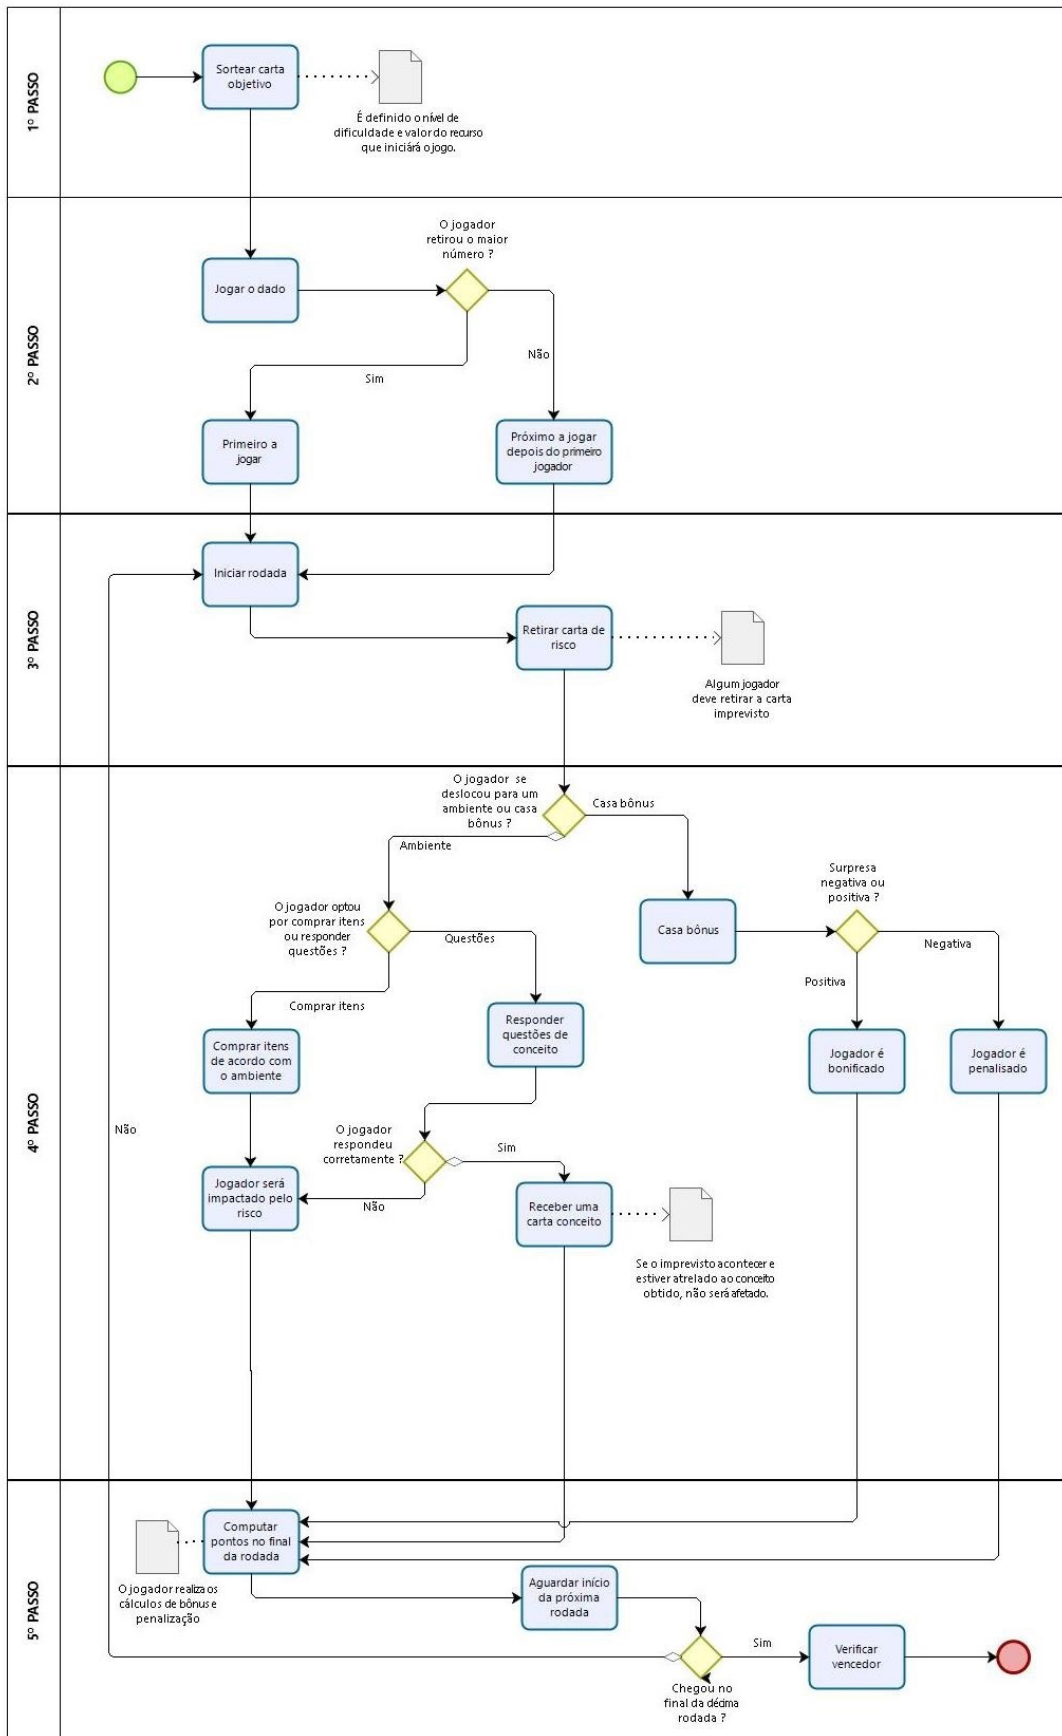 1º PASSO
Sortear carta
objetivo
É definido o nível de
dificuldade e valor do recurso
que iniciárá o jogo.
2º PASSO
O jogador
retirou o maior
número ?
Jogar o dado
Não
Sim
Primeiro a
jogar
Próximo a jogar
depois do primeiro
jogador
3º PASSO
Iniciar rodada
Retirar carta de
risco
Algum jogador
deve retirar a carta
imprevisto
4º PASSO
O jogador se
deslocou para um
ambiente ou casa
bônus ?
Casa bônus
Ambiente
Surpresa
negativa ou
positiva ?
O jogador optou
por comprar itens
ou responder
questões ?
Questões
Casa bônus
Negativa
Positiva
Comprar itens
Responder
questões de
conceito
Comprar itens
de acordo com
o ambiente
Jogador é
bonificado
Jogador é
penalisado
Não
O jogador
respondeu
corretamente ?
Sim
Jogador será
impactado pelo
risco
Não
Receber uma
carta conceito
Se o imprevisto acontecer e
estiver atrelado ao conceito
obtido, não será afetado.
5º PASSO
Computar
pontos no final
da rodada
O jogador realiza os
cálculos de bônus e
penalização
Aguardar início
da próxima
rodada
Sim
Verificar
vencedor
Chegou no
final da décima
rodada ?